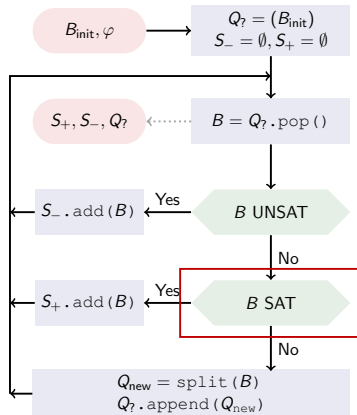 B_init, φ
Q_? = (B_init)
S_− = ∅, S_+ = ∅
S_+, S_−, Q_?
B = Q_?.pop()
S_−.add(B)
Yes
B UNSAT
No
S_+.add(B)
Yes
B SAT
No
Q_new = split(B)
Q_?.append(Q_new)